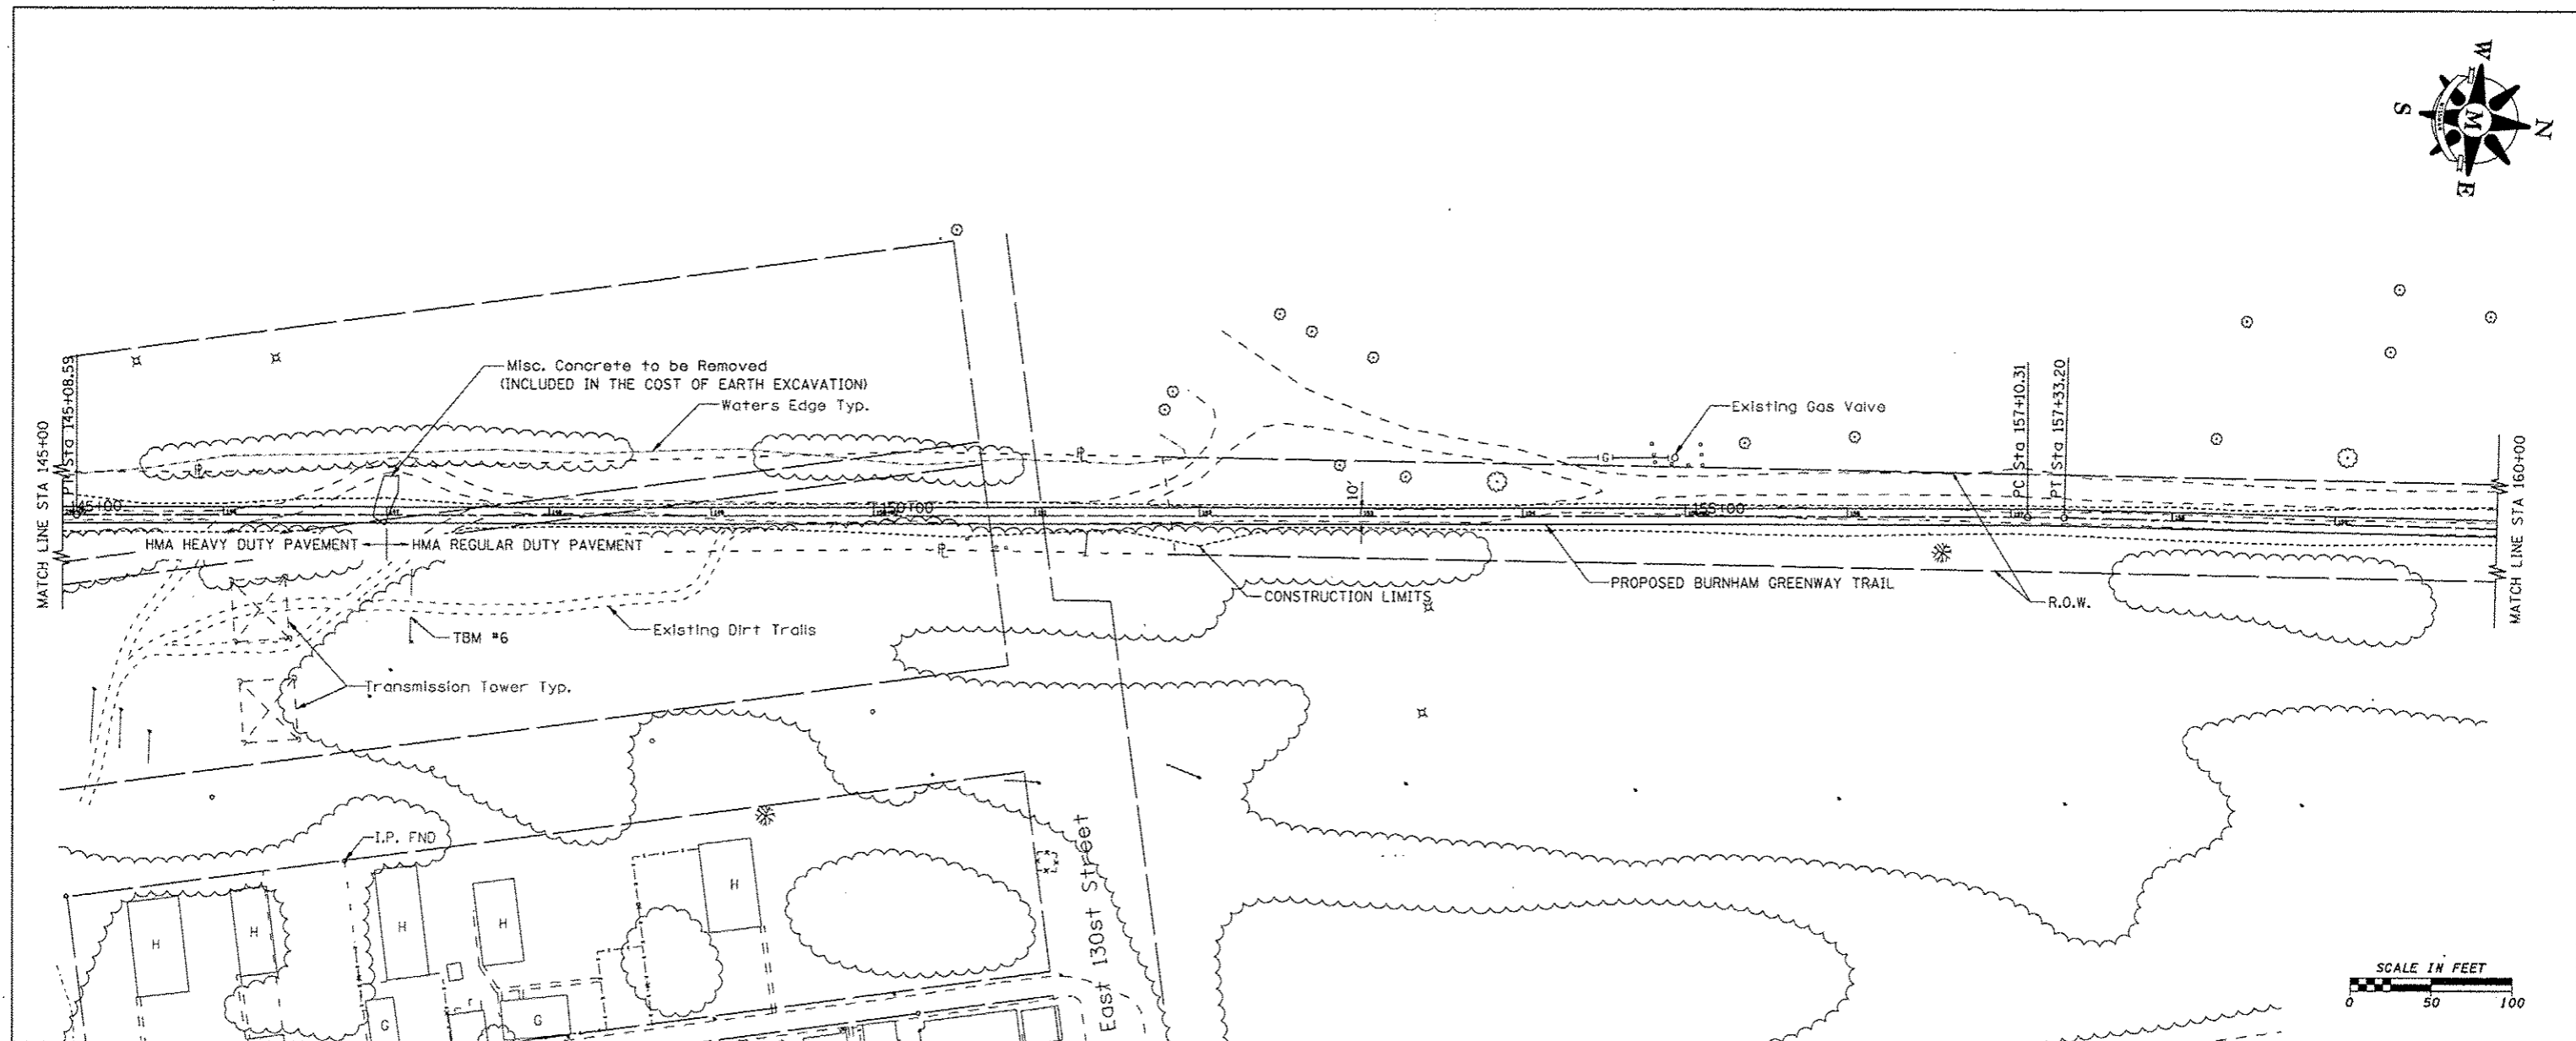 W
N
S
M
E
MATCH LINE STA 145+00
PT Sta 145+08.59
Misc. Concrete to be Removed
(INCLUDED IN THE COST OF EARTH EXCAVATION)
Waters Edge Typ.
Existing Gas Valve
PC Sta 157+10.31
PT Sta 157+33.20
MATCH LINE STA 160+00
PL
PL
G
145+00
150+00
10'
155+00
HMA HEAVY DUTY PAVEMENT
HMA REGULAR DUTY PAVEMENT
PL
PROPOSED BURNHAM GREENWAY TRAIL
CONSTRUCTION LIMITS
R.O.W.
Existing Dirt Trails
TBM #6
Transmission Tower Typ.
I.P. FND
East 130st Street
H
H
H
H
H
G
G
SCALE IN FEET
0 50 100